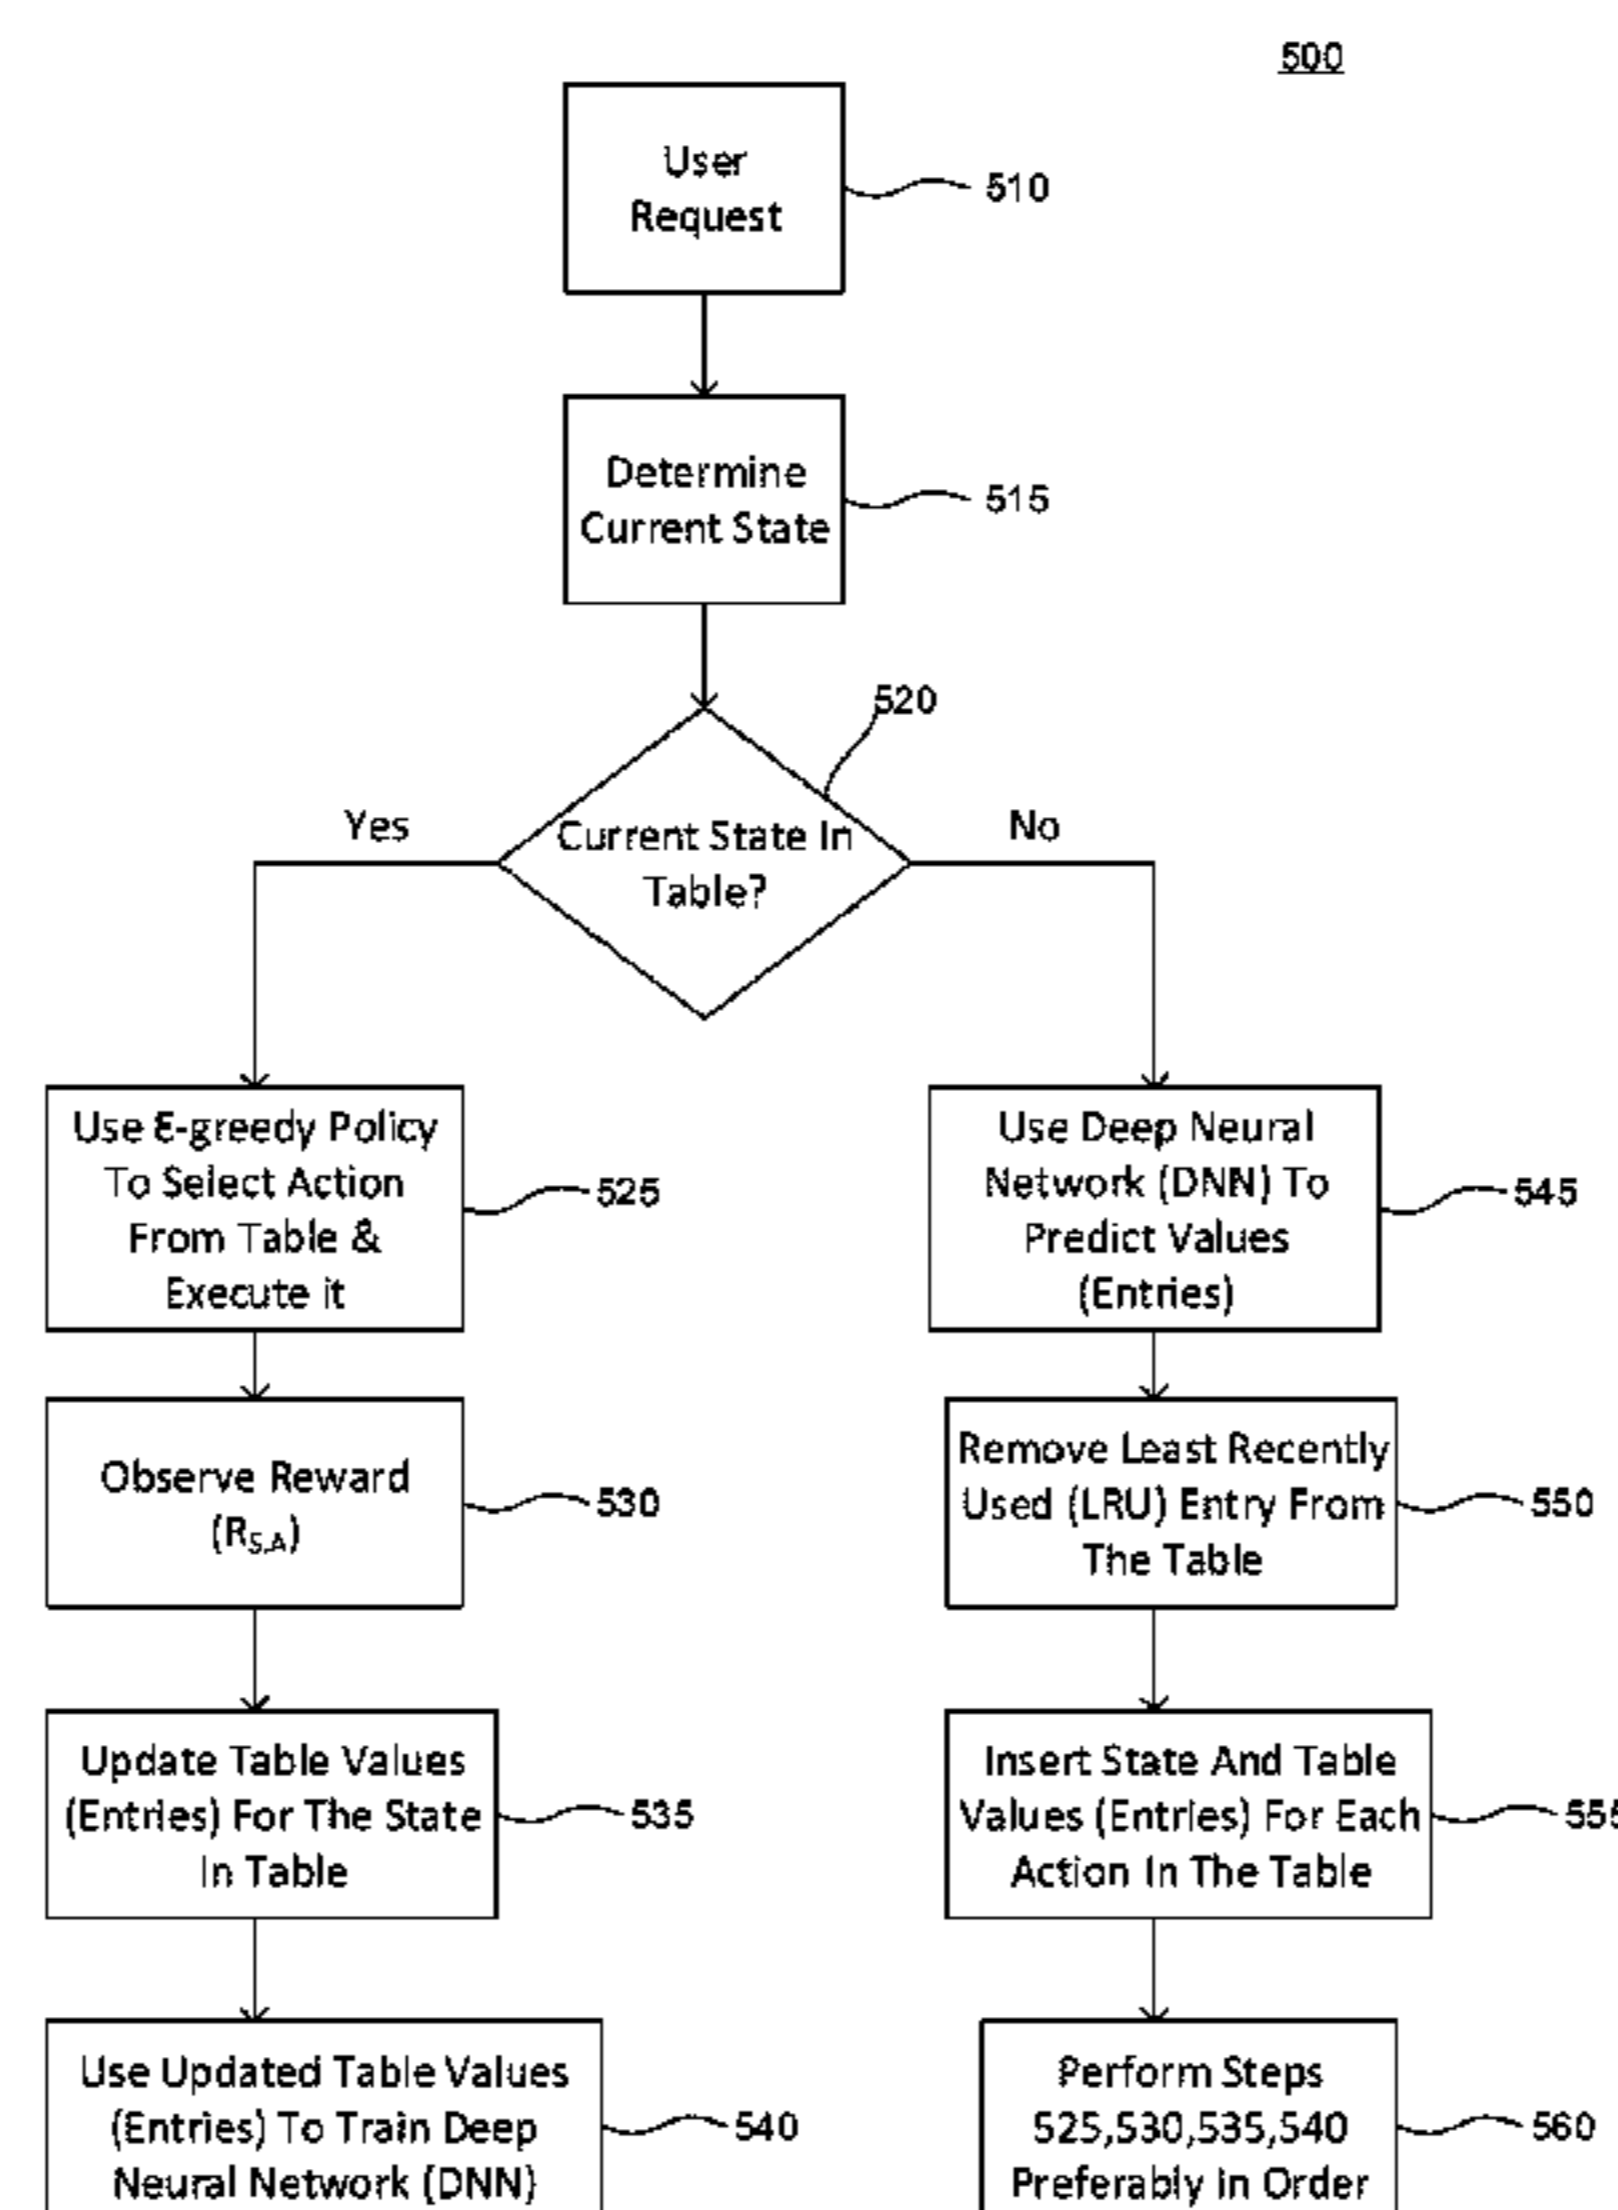 500
User
Request
510
Determine
Current State
515
520
Yes
Current State In
Table?
No
Use Ɛ-greedy Policy
To Select Action
From Table &
Execute it
525
Observe Reward
(RS,A)
530
Update Table Values
(Entries) For The State
In Table
535
Use Updated Table Values
(Entries) To Train Deep
Neural Network (DNN)
540
Use Deep Neural
Network (DNN) To
Predict Values
(Entries)
545
Remove Least Recently
Used (LRU) Entry From
The Table
550
Insert State And Table
Values (Entries) For Each
Action In The Table
555
Perform Steps
525,530,535,540
Preferably In Order
560